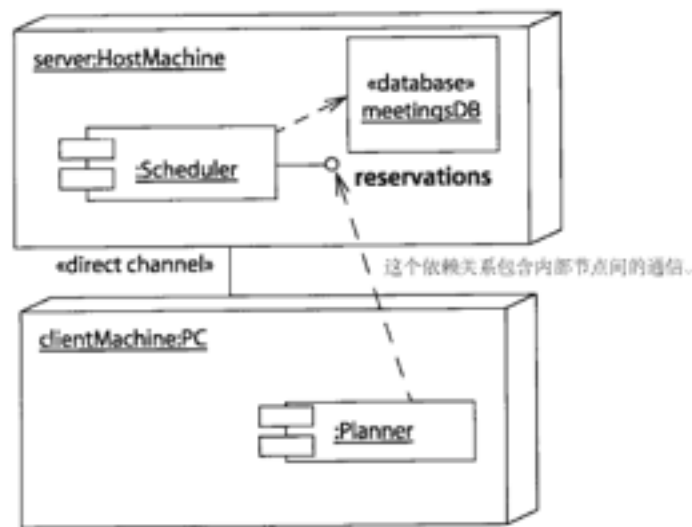 server:HostMachine
«database»
meetingsDB
:Scheduler
reservations
«direct channel»
这个依赖关系包含内部节点间的通信。
clientMachine:PC
:Planner